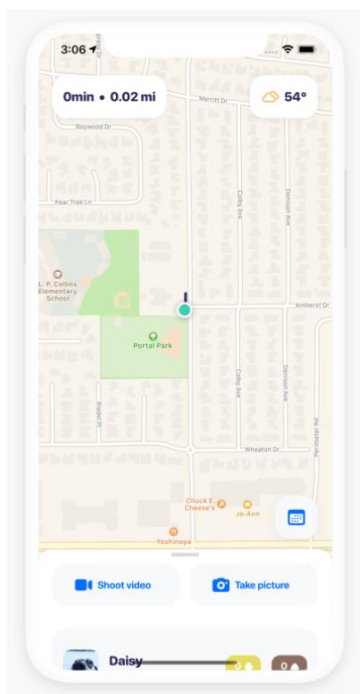 3:06
0min • 0.02 mi
54°
Merritt Dr
Baywood Dr
Pear Tree Ln
Colby Ave
Denison Ave
L. P. Collins
Elementary
School
Amherst Dr
Portal Park
Colby Ave
Denison Ave
Perimeter Rd
Wheaton Dr
Chuck E.
Cheese's
Jo-Ann
Yoshinoya
Shoot video
Take picture
Daisy
0
0